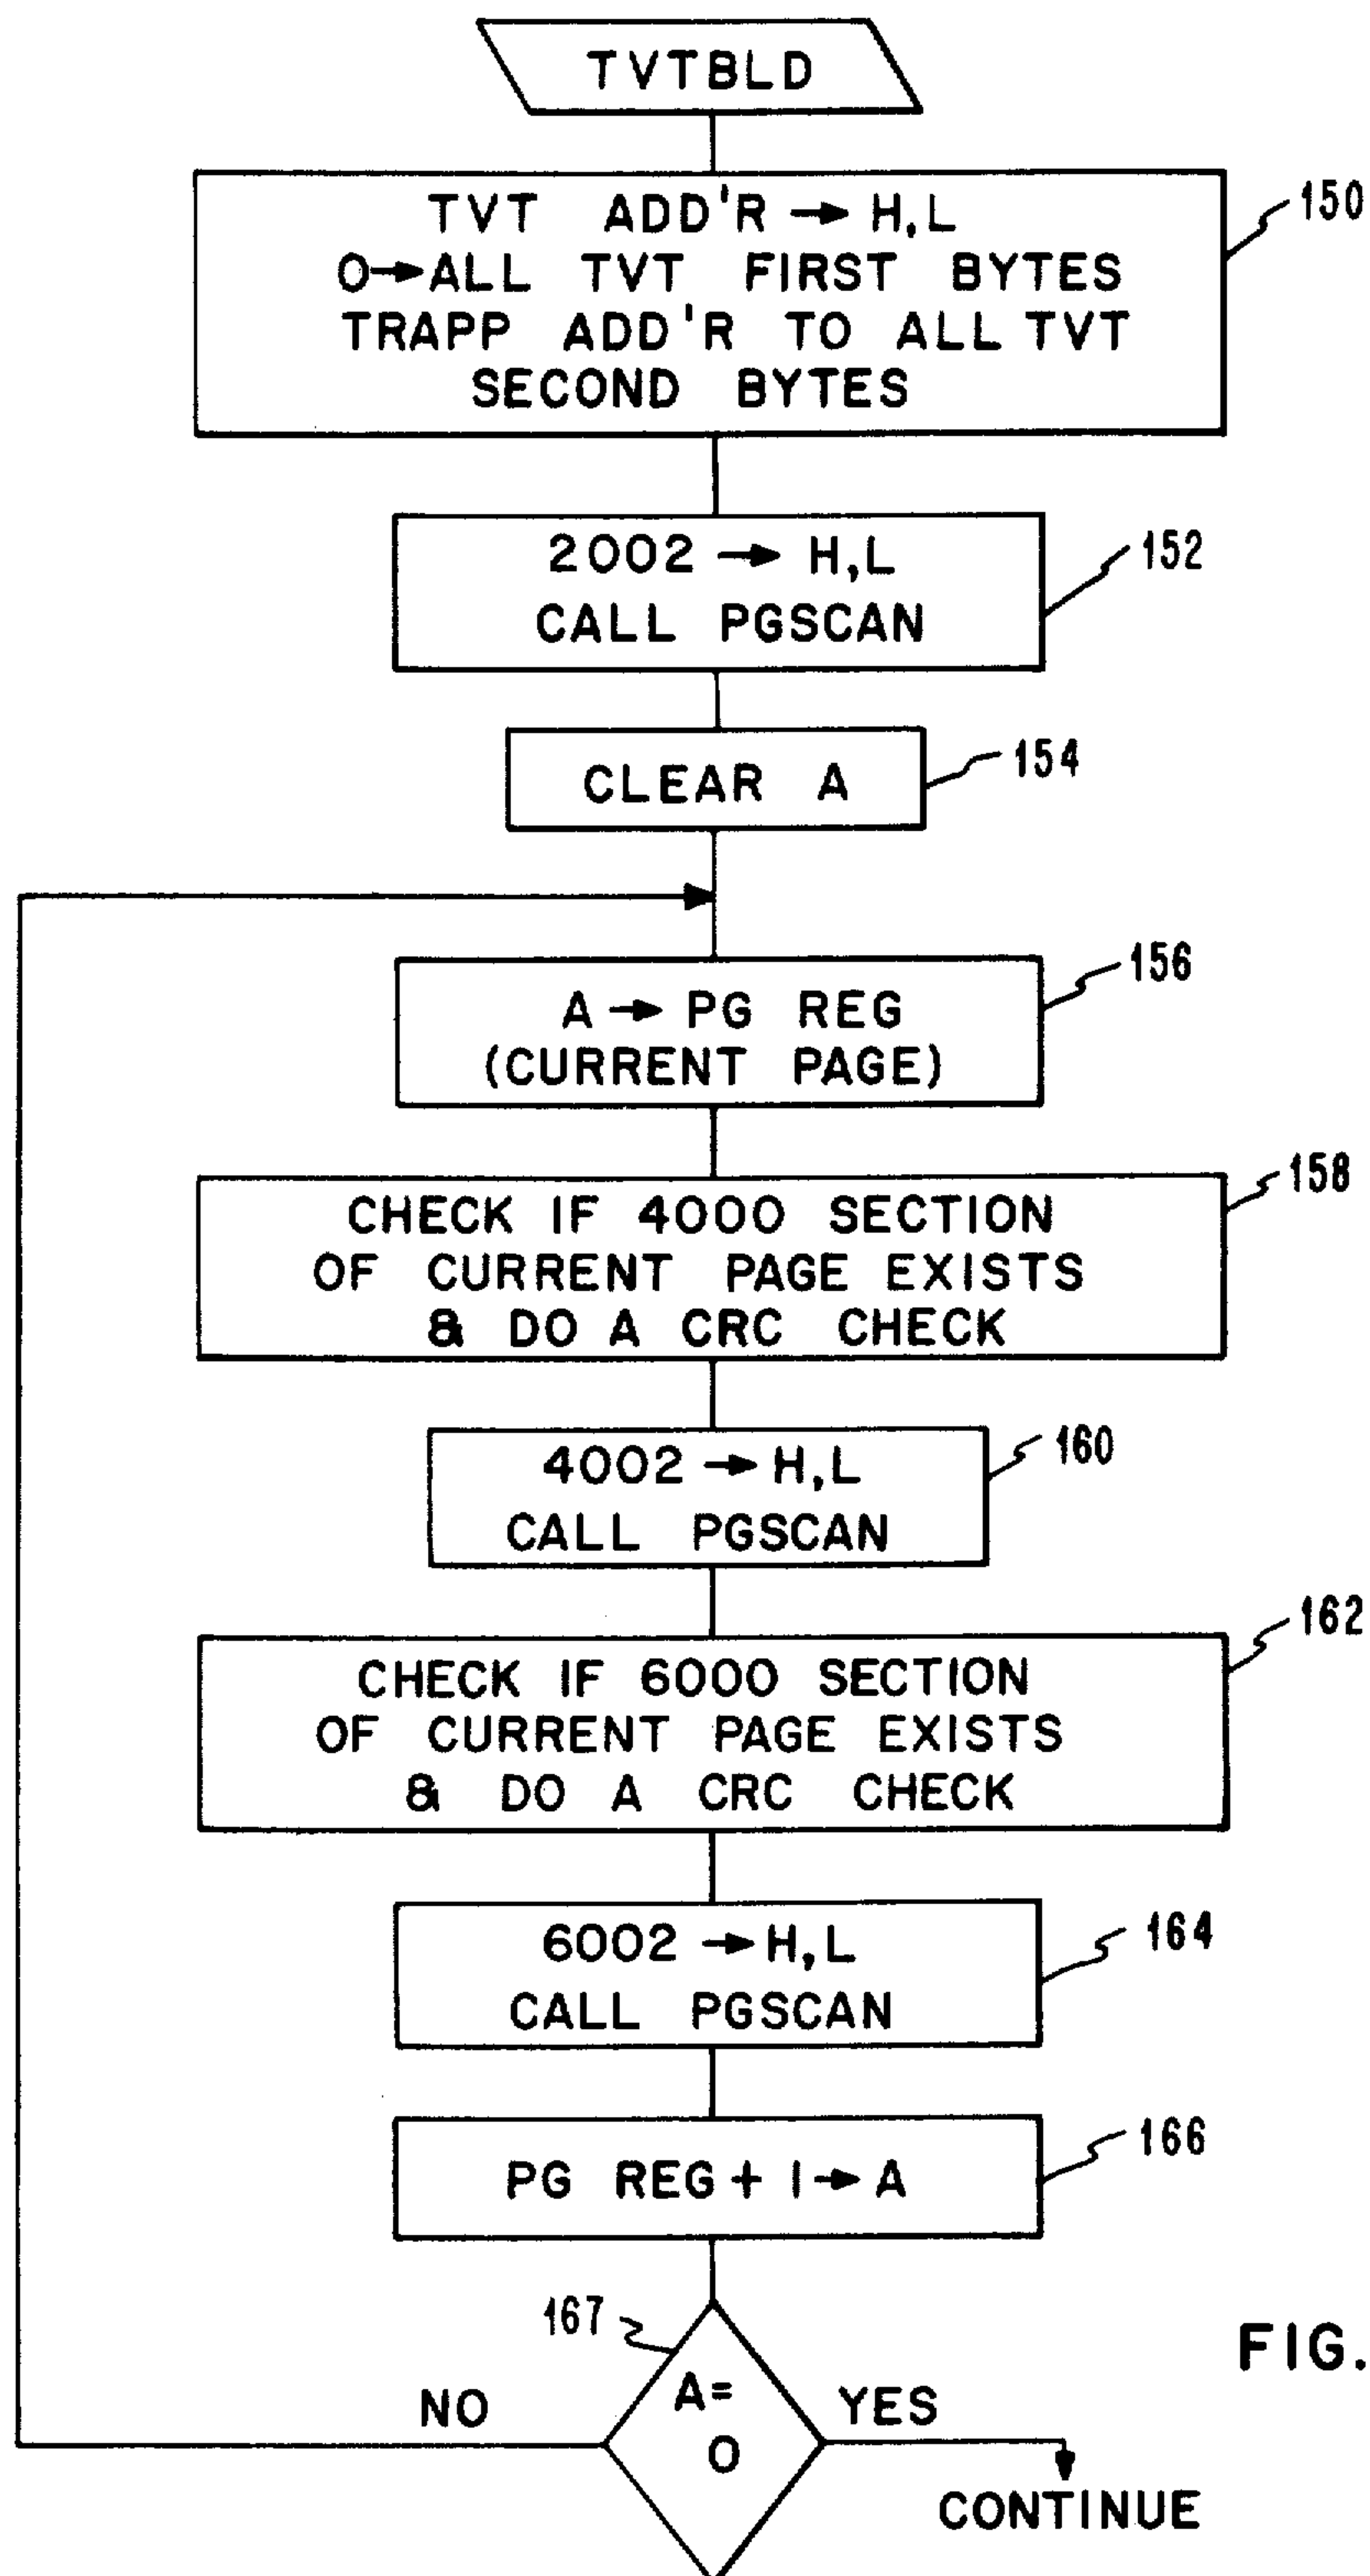 TVTBLD
TVT ADD'R → H,L
0→ALL TVT FIRST BYTES
TRAPP ADD'R TO ALL TVT
SECOND BYTES
150
2002 → H,L
CALL PGSCAN
152
CLEAR A
154
A → PG REG
(CURRENT PAGE)
156
CHECK IF 4000 SECTION
OF CURRENT PAGE EXISTS
& DO A CRC CHECK
158
4002 → H,L
CALL PGSCAN
160
CHECK IF 6000 SECTION
OF CURRENT PAGE EXISTS
& DO A CRC CHECK
162
6002 → H,L
CALL PGSCAN
164
PG REG + 1 → A
166
167
A=
0
NO
YES
CONTINUE
FIG.